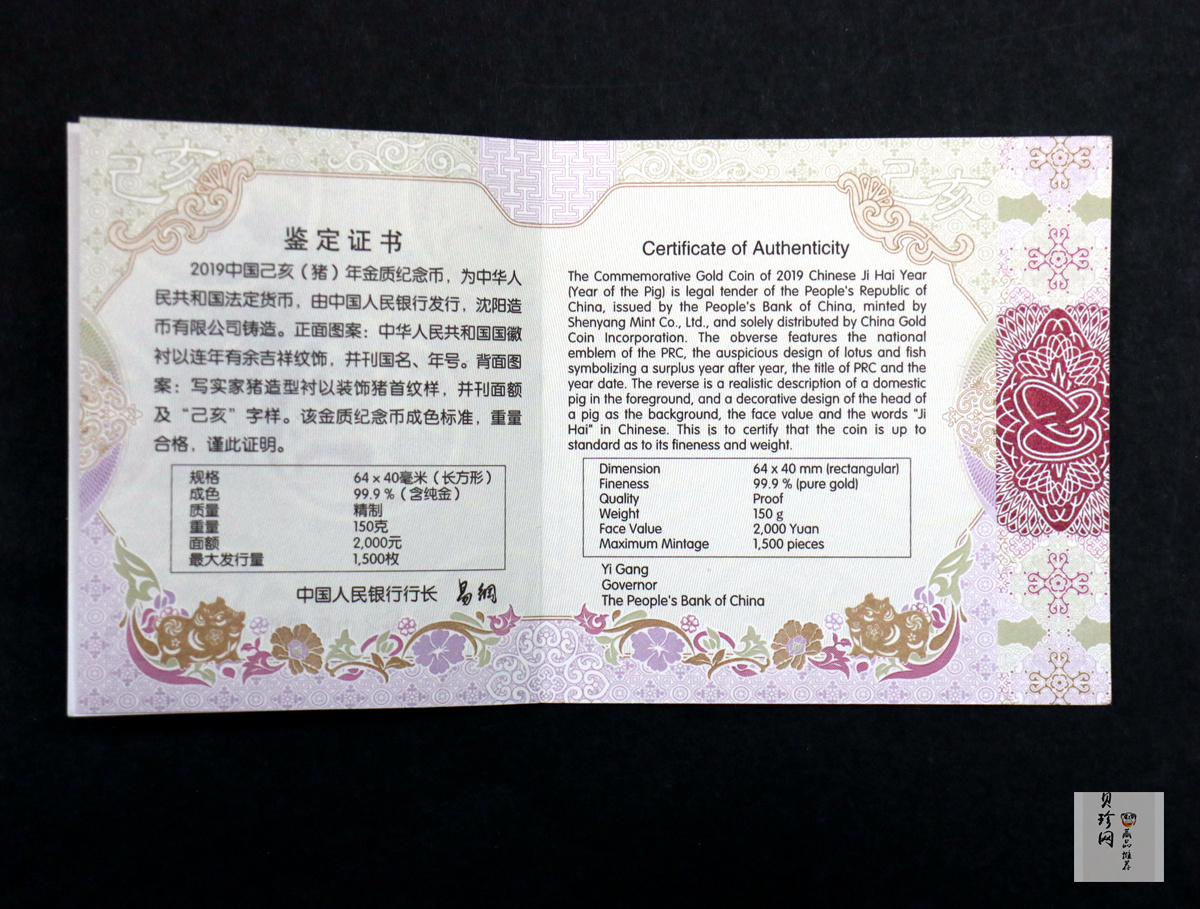 己亥
己亥
鉴定证书
2019中国己亥（猪）年金质纪念币，为中华人
民共和国法定货币，由中国人民银行发行，沈阳造
币有限公司铸造。正面图案：中华人民共和国国徽
衬以连年有余吉祥纹饰，并刊国名、年号。背面图
案：写实家猪造型衬以装饰猪首纹样，并刊面额
及“己亥”字样。该金质纪念币成色标准，重量
合格，谨此证明。
规格 64 x 40毫米（长方形）
成色 99.9 %（含纯金）
质量 精制
重量 150克
面额 2,000元
最大发行量 1,500枚
中国人民银行行长 易纲
Certificate of Authenticity
The Commemorative Gold Coin of 2019 Chinese Ji Hai Year
(Year of the Pig) is legal tender of the People's Republic of
China, issued by the People's Bank of China, minted by
Shenyang Mint Co., Ltd., and solely distributed by China Gold
Coin Incorporation. The obverse features the national
emblem of the PRC, the auspicious design of lotus and fish
symbolizing a surplus year after year, the title of PRC and the
year date. The reverse is a realistic description of a domestic
pig in the foreground, and a decorative design of the head of
a pig as the background, the face value and the words "Ji
Hai" in Chinese. This is to certify that the coin is up to
standard as to its fineness and weight.
Dimension 64 x 40 mm (rectangular)
Fineness 99.9 % (pure gold)
Quality Proof
Weight 150 g
Face Value 2,000 Yuan
Maximum Mintage 1,500 pieces
Yi Gang
Governor
The People's Bank of China
贝珍网
藏品推荐